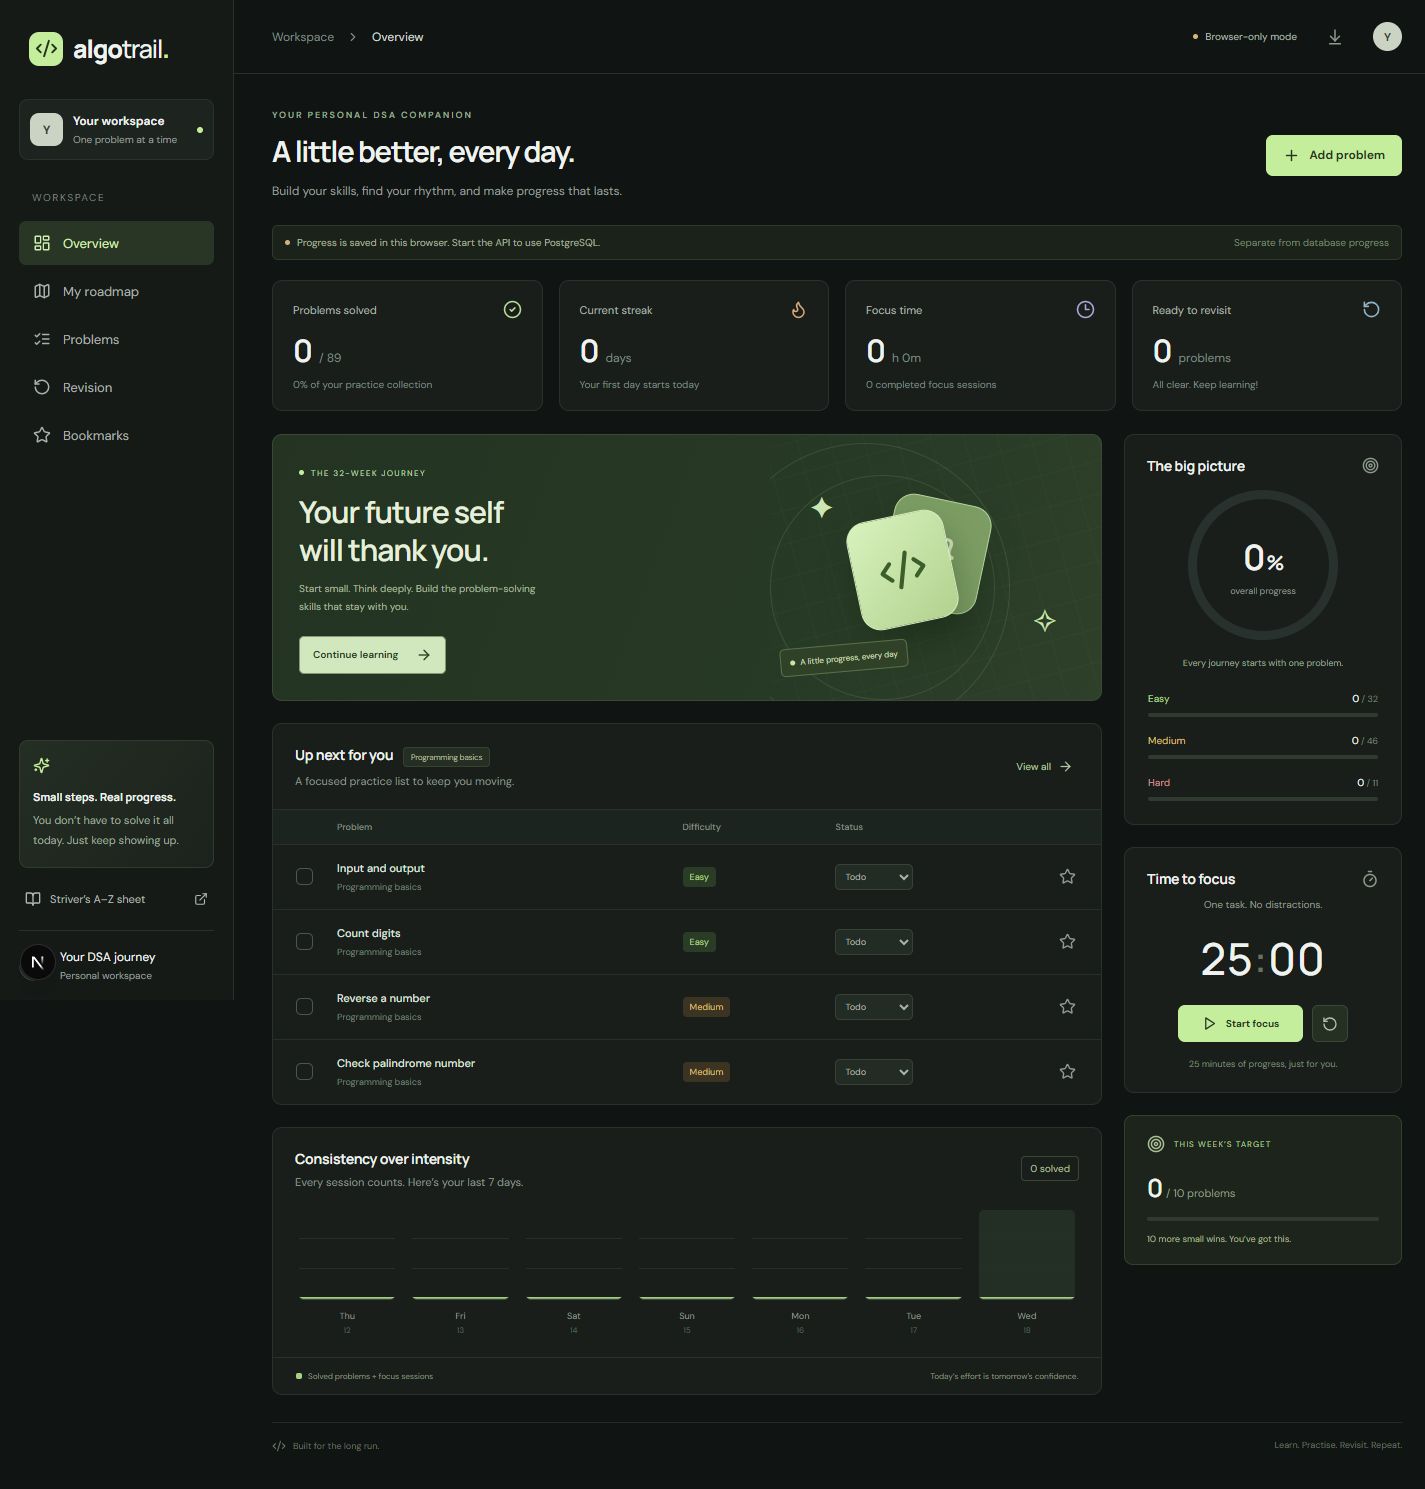 algotrail.
Y
Your workspace
One problem at a time
WORKSPACE
Overview
My roadmap
Problems
Revision
Bookmarks
Small steps. Real progress.
You don't have to solve it all
today. Just keep showing up.
Striver's A–Z sheet
N
Your DSA journey
Personal workspace
Workspace > Overview
Browser-only mode
Y
YOUR PERSONAL DSA COMPANION
A little better, every day.
Build your skills, find your rhythm, and make progress that lasts.
+ Add problem
Progress is saved in this browser. Start the API to use PostgreSQL.
Separate from database progress
Problems solved
0 / 89
0% of your practice collection
Current streak
0 days
Your first day starts today
Focus time
0 h 0m
0 completed focus sessions
Ready to revisit
0 problems
All clear. Keep learning!
THE 32-WEEK JOURNEY
Your future self
will thank you.
Start small. Think deeply. Build the problem-solving
skills that stay with you.
Continue learning
</>
A little progress, every day
The big picture
0%
overall progress
Every journey starts with one problem.
Easy 0 / 32
Medium 0 / 46
Hard 0 / 11
Up next for you Programming basics
A focused practice list to keep you moving.
View all
Problem Difficulty Status
Input and output
Programming basics
Easy Todo
Count digits
Programming basics
Easy Todo
Reverse a number
Programming basics
Medium Todo
Check palindrome number
Programming basics
Medium Todo
Time to focus
One task. No distractions.
25:00
Start focus
25 minutes of progress, just for you.
THIS WEEK'S TARGET
0 / 10 problems
10 more small wins. You've got this.
Consistency over intensity
Every session counts. Here's your last 7 days.
0 solved
Thu Fri Sat Sun Mon Tue Wed
12 13 14 15 16 17 18
Solved problems + focus sessions
Today's effort is tomorrow's confidence.
</> Built for the long run.
Learn. Practise. Revisit. Repeat.